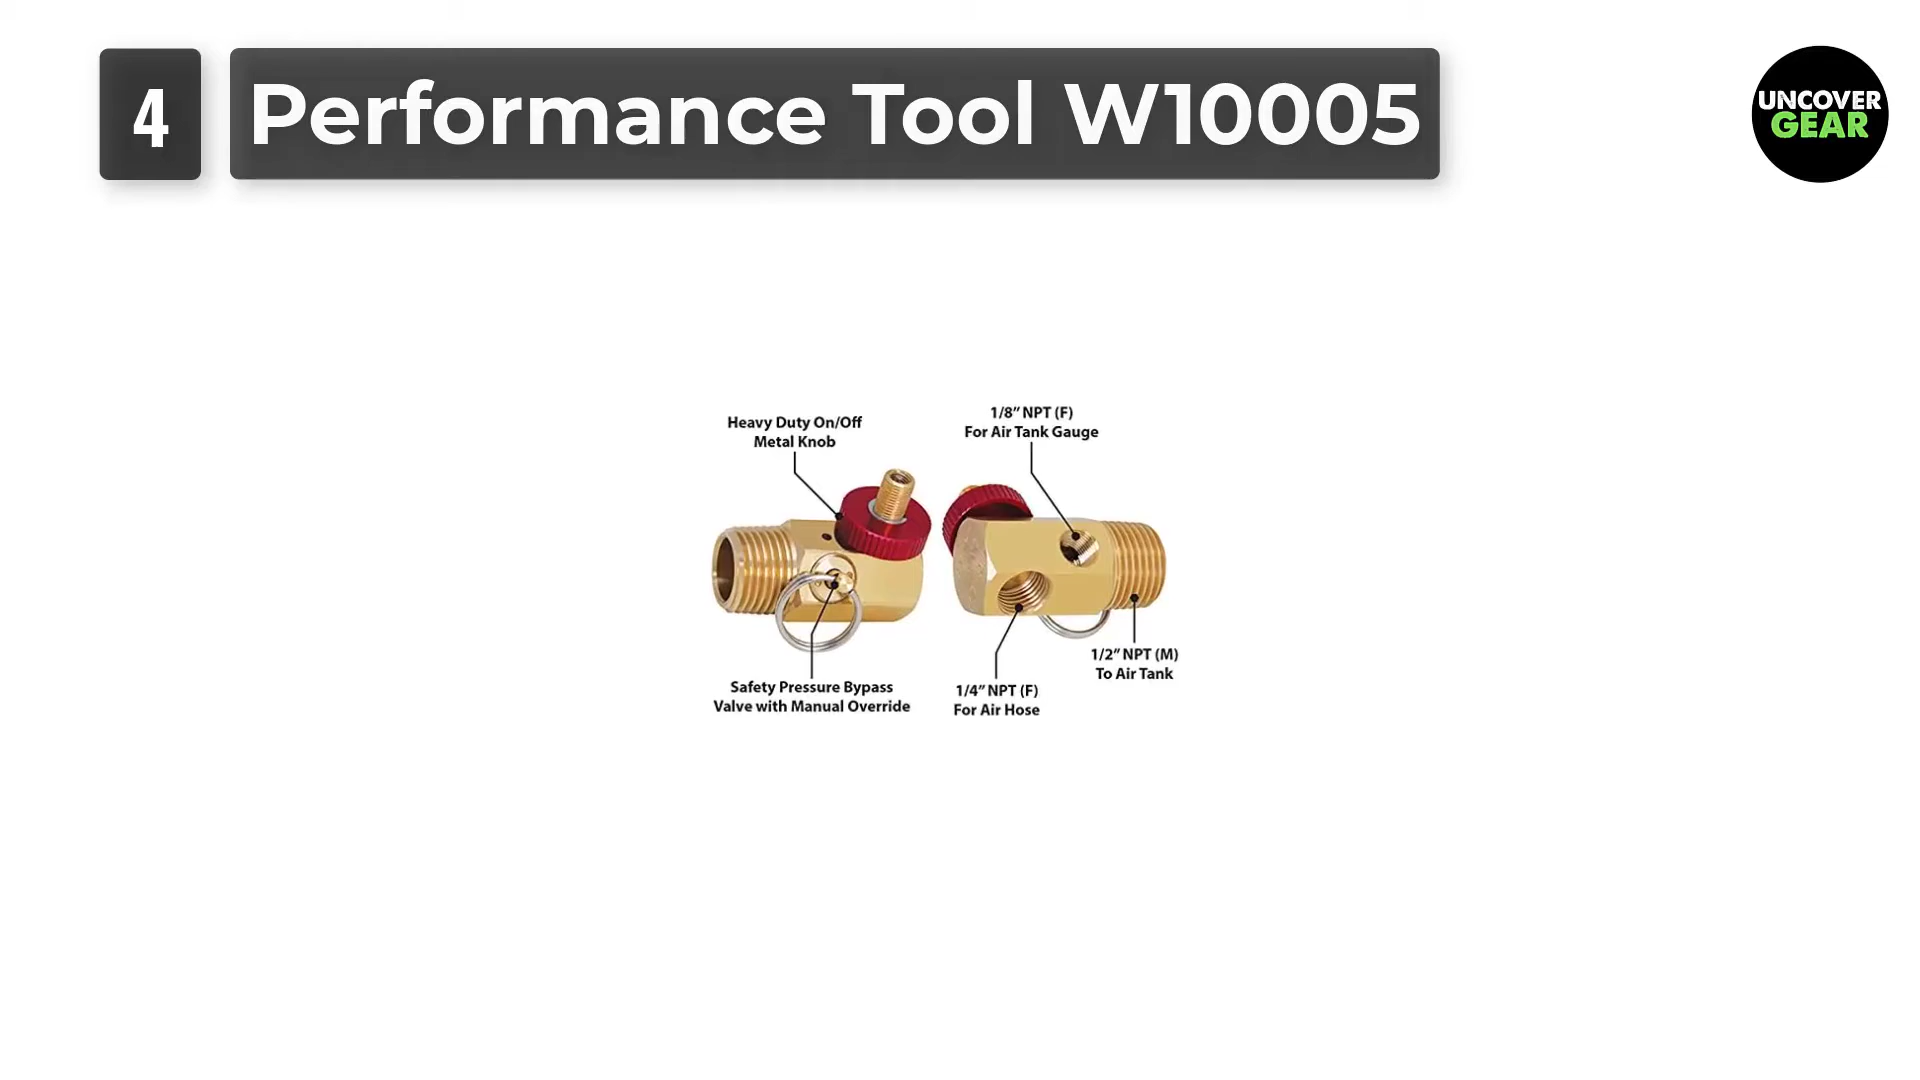 4
Performance Tool W10005
UNCOVER
GEAR
Heavy Duty On/Off
Metal Knob
1/8” NPT (F)
For Air Tank Gauge
Safety Pressure Bypass
Valve with Manual Override
1/4” NPT (F)
For Air Hose
1/2” NPT (M)
To Air Tank